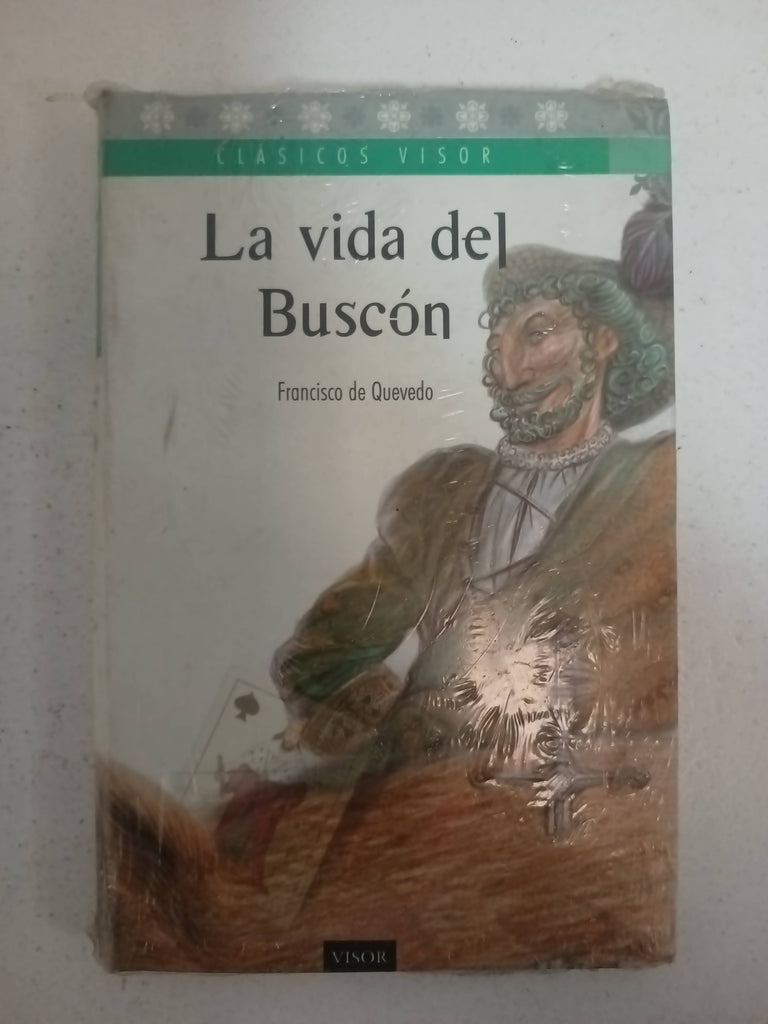 CLÁSICOS VISOR
La vida del
Buscón
Francisco de Quevedo
VISOR